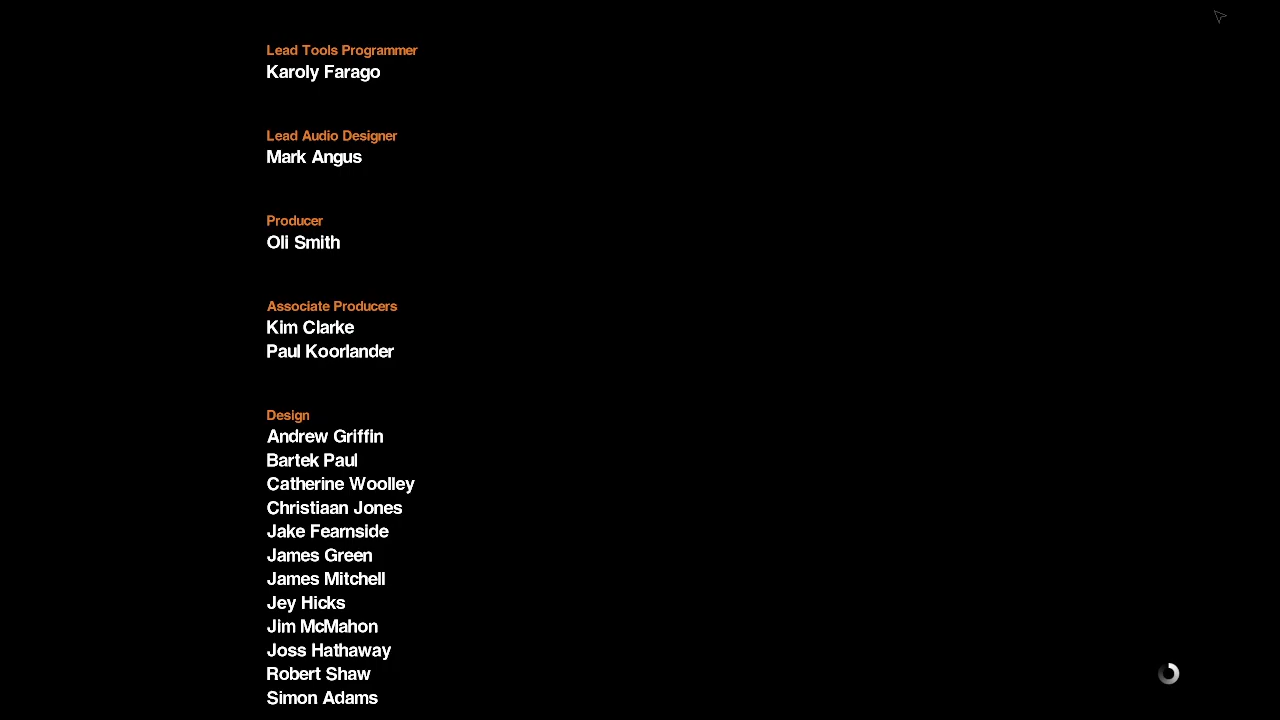 Lead Tools Programmer
Karoly Farago
Lead Audio Designer
Mark Angus
Producer
Oli Smith
Associate Producers
Kim Clarke
Paul Koorlander
Design
Andrew Griffin
Bartek Paul
Catherine Woolley
Christiaan Jones
Jake Fearnside
James Green
James Mitchell
Jey Hicks
Jim McMahon
Joss Hathaway
Robert Shaw
Simon Adams